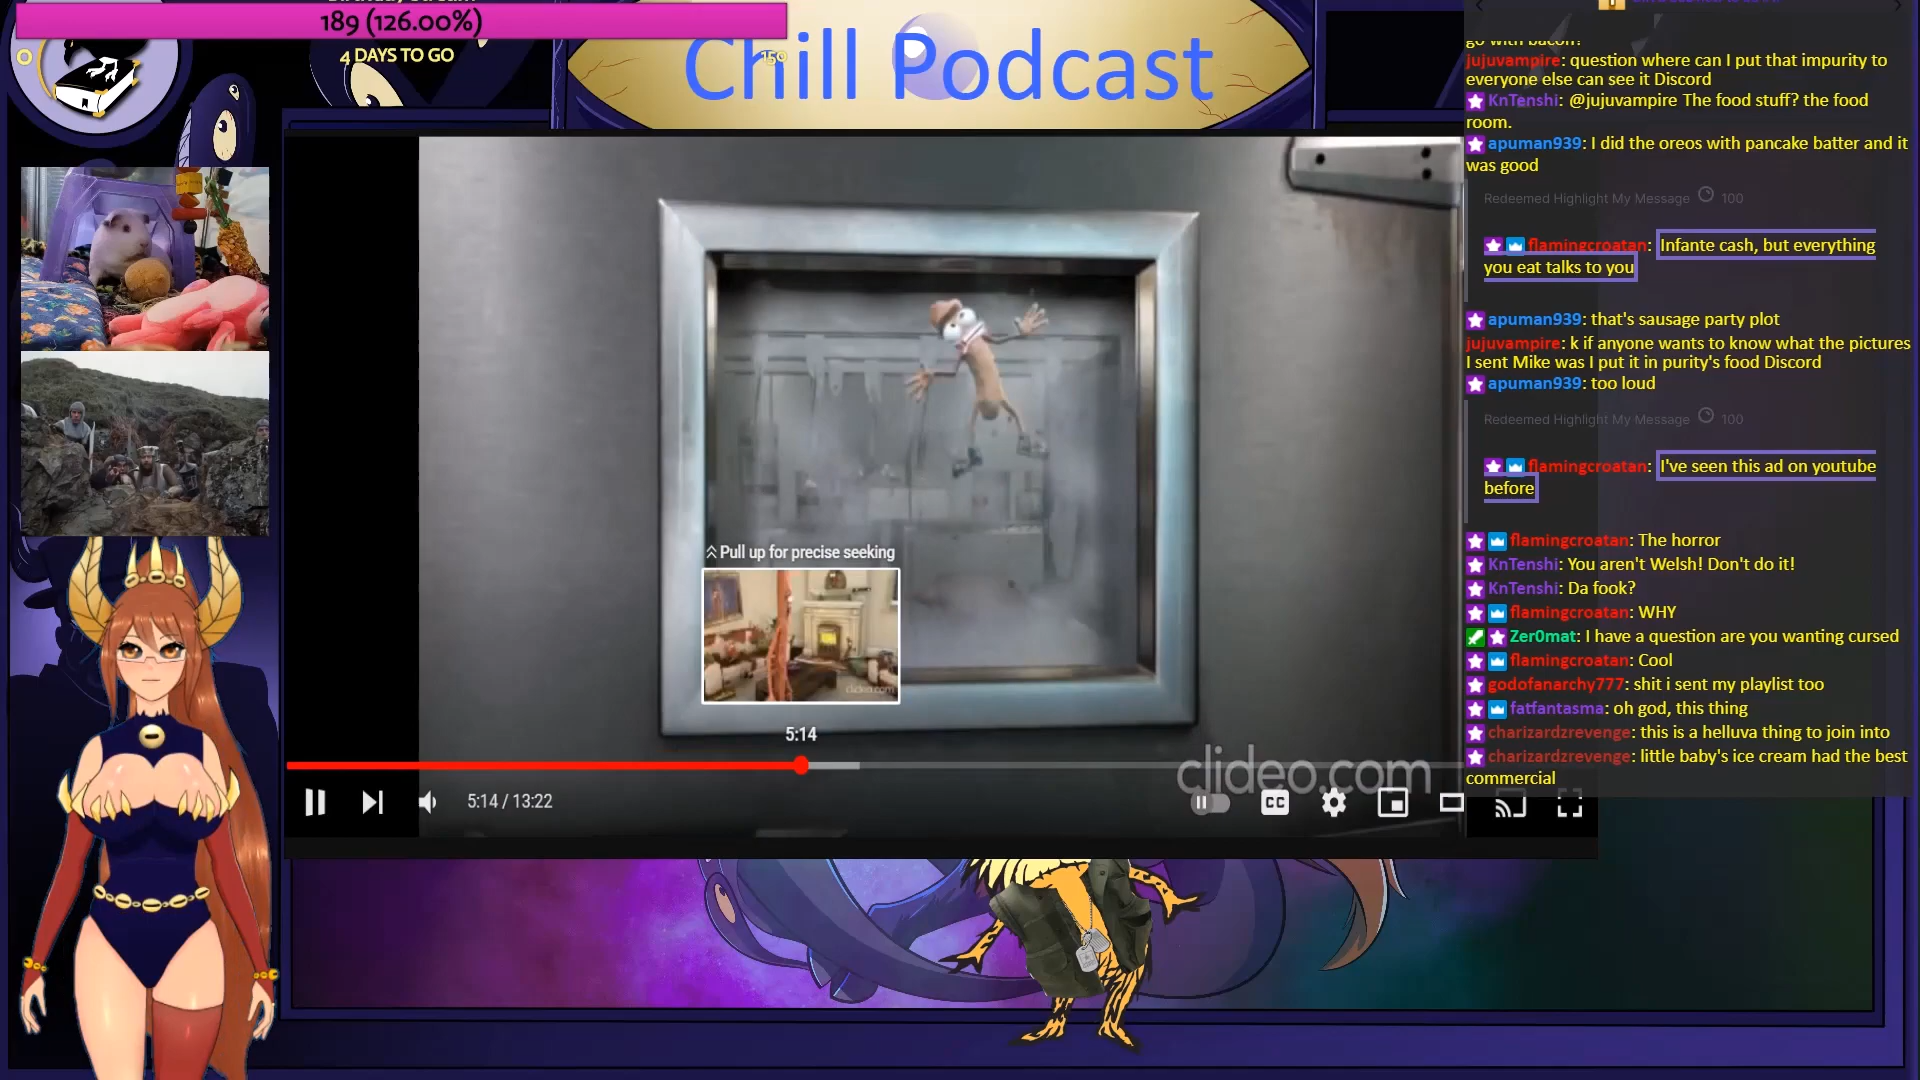 189 (126.00%)
4 DAYS TO GO
150
Chill Podcast
go with bacon?
jujuvampire: question where can I put that impurity to
everyone else can see it Discord
KnTenshi: @jujuvampire The food stuff? the food
room.
apuman939: I did the oreos with pancake batter and it
was good
Redeemed Highlight My Message 100
flamingcroatan: Infante cash, but everything
you eat talks to you
apuman939: that's sausage party plot
jujuvampire: k if anyone wants to know what the pictures
I sent Mike was I put it in purity's food Discord
apuman939: too loud
Redeemed Highlight My Message 100
flamingcroatan: I've seen this ad on youtube
before
flamingcroatan: The horror
KnTenshi: You aren't Welsh! Don't do it!
KnTenshi: Da fook?
flamingcroatan: WHY
Zer0mat: I have a question are you wanting cursed
flamingcroatan: Cool
godofanarchy777: shit i sent my playlist too
fatfantasma: oh god, this thing
charizardzrevenge: this is a helluva thing to join into
charizardzrevenge: little baby's ice cream had the best
commercial
Pull up for precise seeking
clideo.com
5:14
clideo.com
5:14 / 13:22
CC